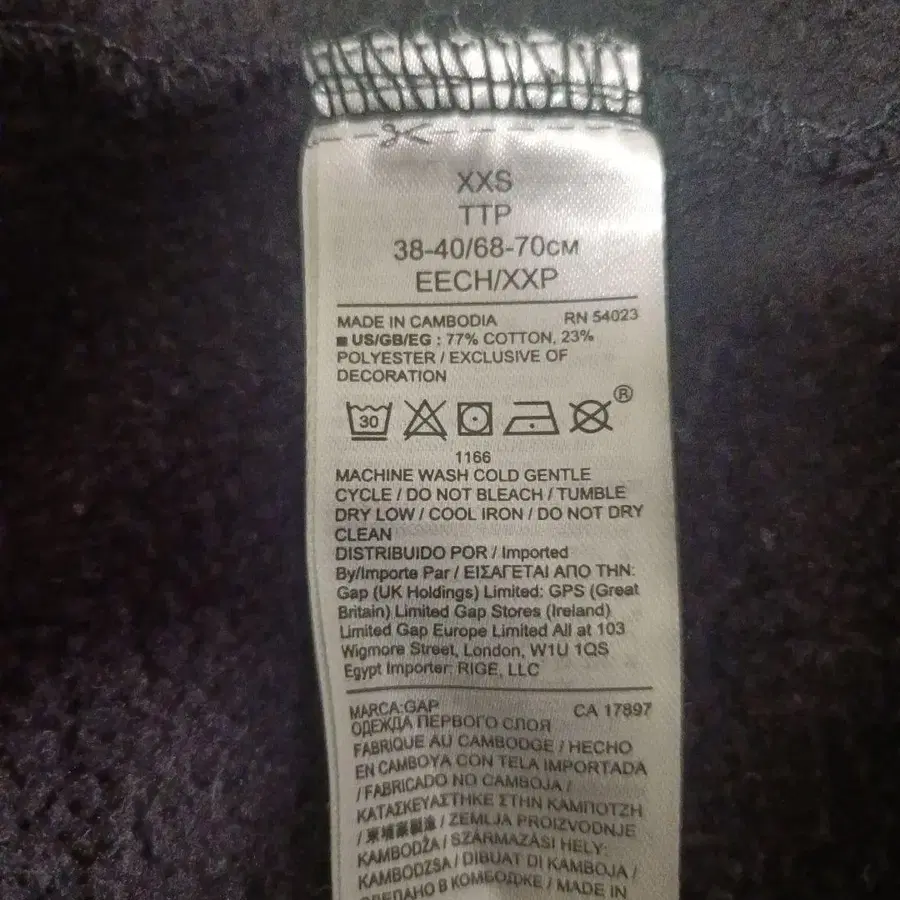 XXS
TTP
38-40/68-70CM
EECH/XXP
MADE IN CAMBODIA RN 54023
■ US/GB/EG : 77% COTTON, 23%
POLYESTER / EXCLUSIVE OF
DECORATION
30 ®
1166
MACHINE WASH COLD GENTLE
CYCLE / DO NOT BLEACH / TUMBLE
DRY LOW / COOL IRON / DO NOT DRY
CLEAN
DISTRIBUIDO POR / Imported
By/Importe Par / ΕΙΣΑΓΕΤΑΙ ΑΠΟ ΤΗΝ:
Gap (UK Holdings) Limited: GPS (Great
Britain) Limited Gap Stores (Ireland)
Limited Gap Europe Limited All at 103
Wigmore Street, London, W1U 1QS
Egypt Importer: RIGE, LLC
MARCA:GAP CA 17897
ОДЕЖДА ПЕРВОГО СЛОЯ
FABRIQUE AU CAMBODGE / HECHO
EN CAMBOYA CON TELA IMPORTADA
/ FABRICADO NO CAMBOJA /
ΚΑΤΑΣΚΕΥΑΣΤΗΚΕ ΣΤΗΝ ΚΑΜΠΟΤΖΗ
/ 柬埔寨製造 / ZEMLJA PROIZVODNJE
KAMBODŽA / SZÁRMAZÁSI HELY:
KAMBODZSA / DIBUAT DI KAMBOJA /
СДЕЛАНО В КОМБОДЖЕ / MADE IN